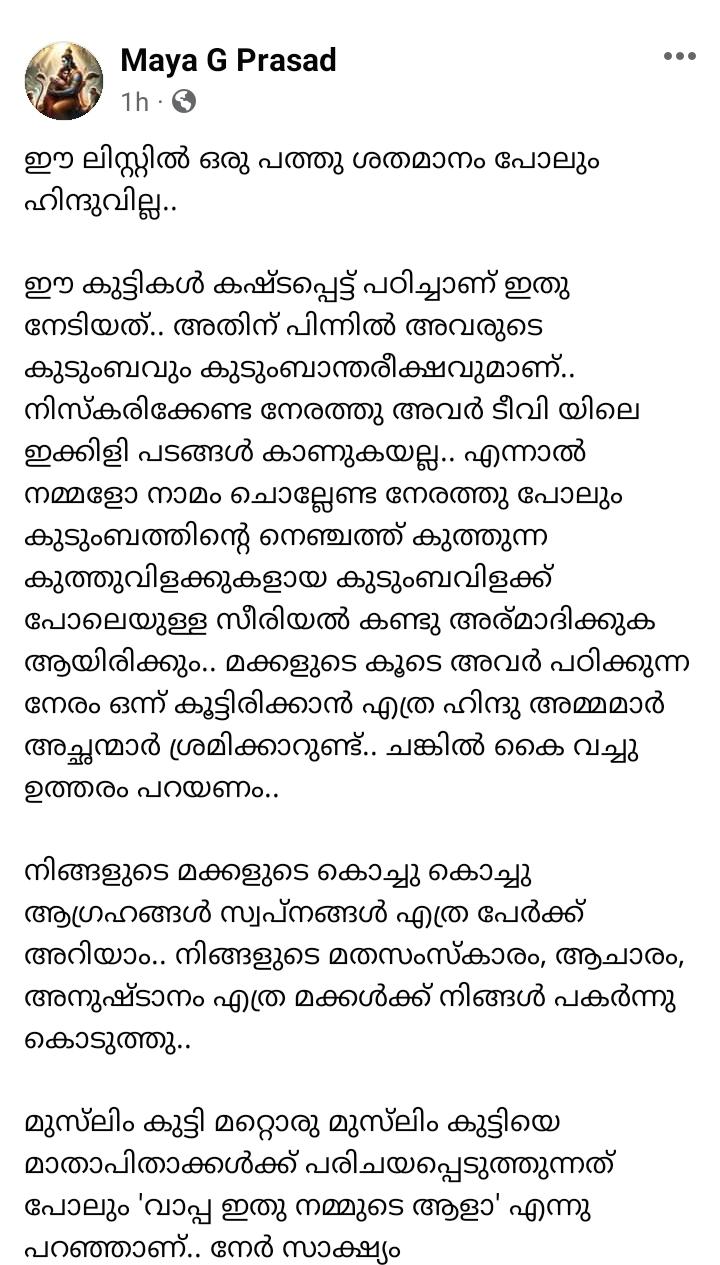 Maya G Prasad
1h ·
ഈ ലിസ്റ്റിൽ ഒരു പത്തു ശതമാനം പോലും
ഹിന്ദുവില്ല..
ഈ കുട്ടികൾ കഷ്ടപ്പെട്ട് പഠിച്ചാണ് ഇതു
നേടിയത്.. അതിന് പിന്നിൽ അവരുടെ
കുടുംബവും കുടുംബാന്തരീക്ഷവുമാണ്..
നിസ്കരിക്കേണ്ട നേരത്തു അവർ ടീവി യിലെ
ഇക്കിളി പടങ്ങൾ കാണുകയല്ല.. എന്നാൽ
നമ്മളോ നാമം ചൊല്ലേണ്ട നേരത്തു പോലും
കുടുംബത്തിന്റെ നെഞ്ചത്ത് കുത്തുന്ന
കുത്തുവിളക്കുകളായ കുടുംബവിളക്ക്
പോലെയുള്ള സീരിയൽ കണ്ടു അര്മാദിക്കുക
ആയിരിക്കും.. മക്കളുടെ കൂടെ അവർ പഠിക്കുന്ന
നേരം ഒന്ന് കൂട്ടിരിക്കാൻ എത്ര ഹിന്ദു അമ്മമാർ
അച്ഛന്മാർ ശ്രമിക്കാറുണ്ട്.. ചങ്കിൽ കൈ വച്ചു
ഉത്തരം പറയണം..
നിങ്ങളുടെ മക്കളുടെ കൊച്ചു കൊച്ചു
ആഗ്രഹങ്ങൾ സ്വപ്നങ്ങൾ എത്ര പേർക്ക്
അറിയാം.. നിങ്ങളുടെ മതസംസ്കാരം, ആചാരം,
അനുഷ്ടാനം എത്ര മക്കൾക്ക് നിങ്ങൾ പകർന്നു
കൊടുത്തു..
മുസ്‌ലിം കുട്ടി മറ്റൊരു മുസ്‌ലിം കുട്ടിയെ
മാതാപിതാക്കൾക്ക് പരിചയപ്പെടുത്തുന്നത്
പോലും 'വാപ്പ ഇതു നമ്മുടെ ആളാ' എന്നു
പറഞ്ഞാണ്.. നേർ സാക്ഷ്യം